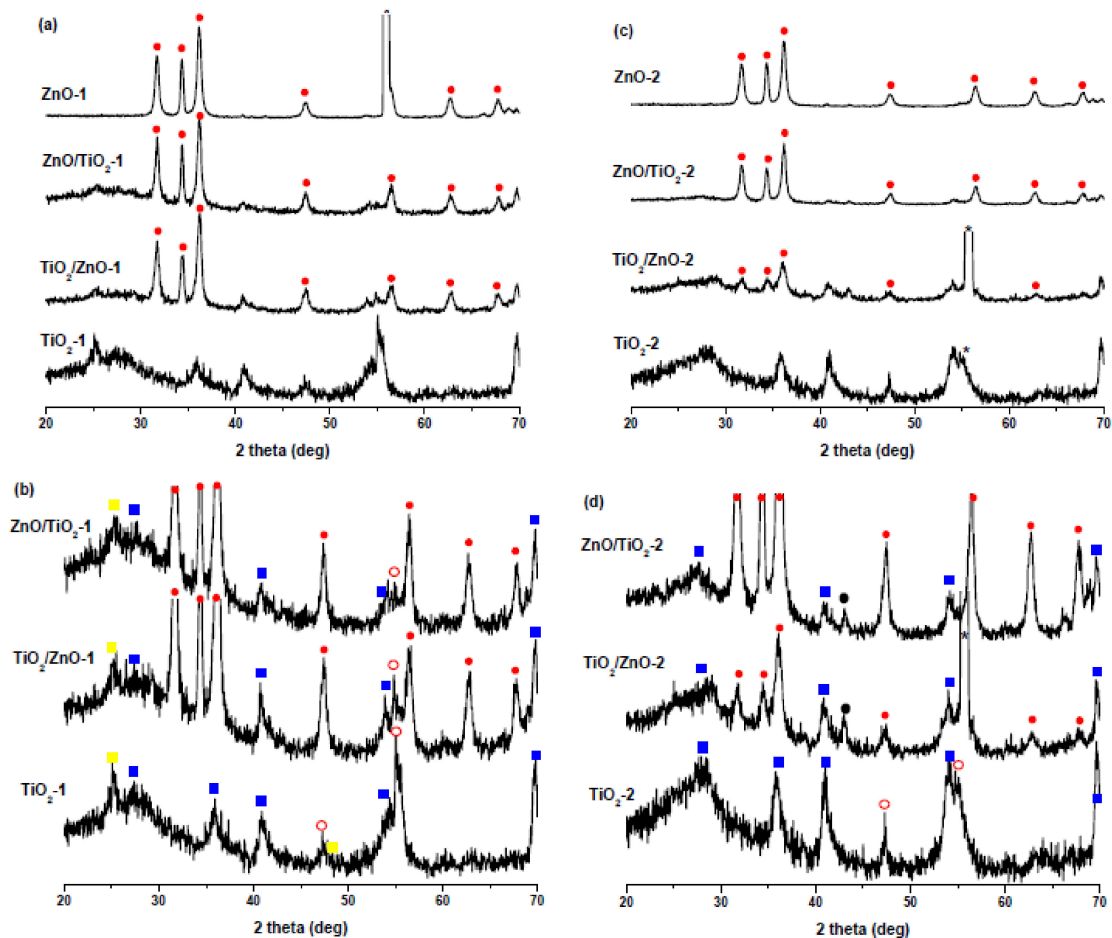 (a)
*
ZnO-1
ZnO/TiO₂-1
TiO₂/ZnO-1
TiO₂-1
20 30 40 50 60 70
2 theta (deg)
(c)
ZnO-2
ZnO/TiO₂-2
*
TiO₂/ZnO-2
*
TiO₂-2
20 30 40 50 60 70
2 theta (deg)
(b)
ZnO/TiO₂-1
TiO₂/ZnO-1
TiO₂-1
20 30 40 50 60 70
2 theta (deg)
(d)
ZnO/TiO₂-2
*
TiO₂/ZnO-2
TiO₂-2
20 30 40 50 60 70
2 theta (deg)